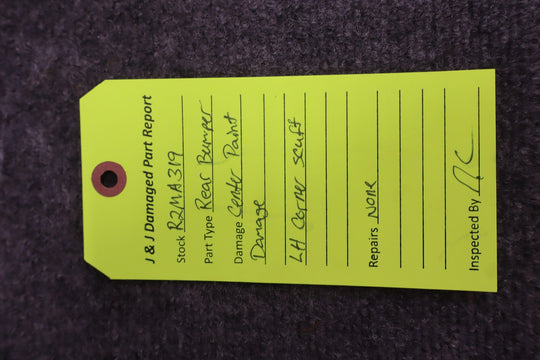 J & J Damaged Part Report
Stock R2MA319
Part Type Rear Bumper
Damage Center Paint
Damage
LH Corner scuff
Repairs None
Inspected By